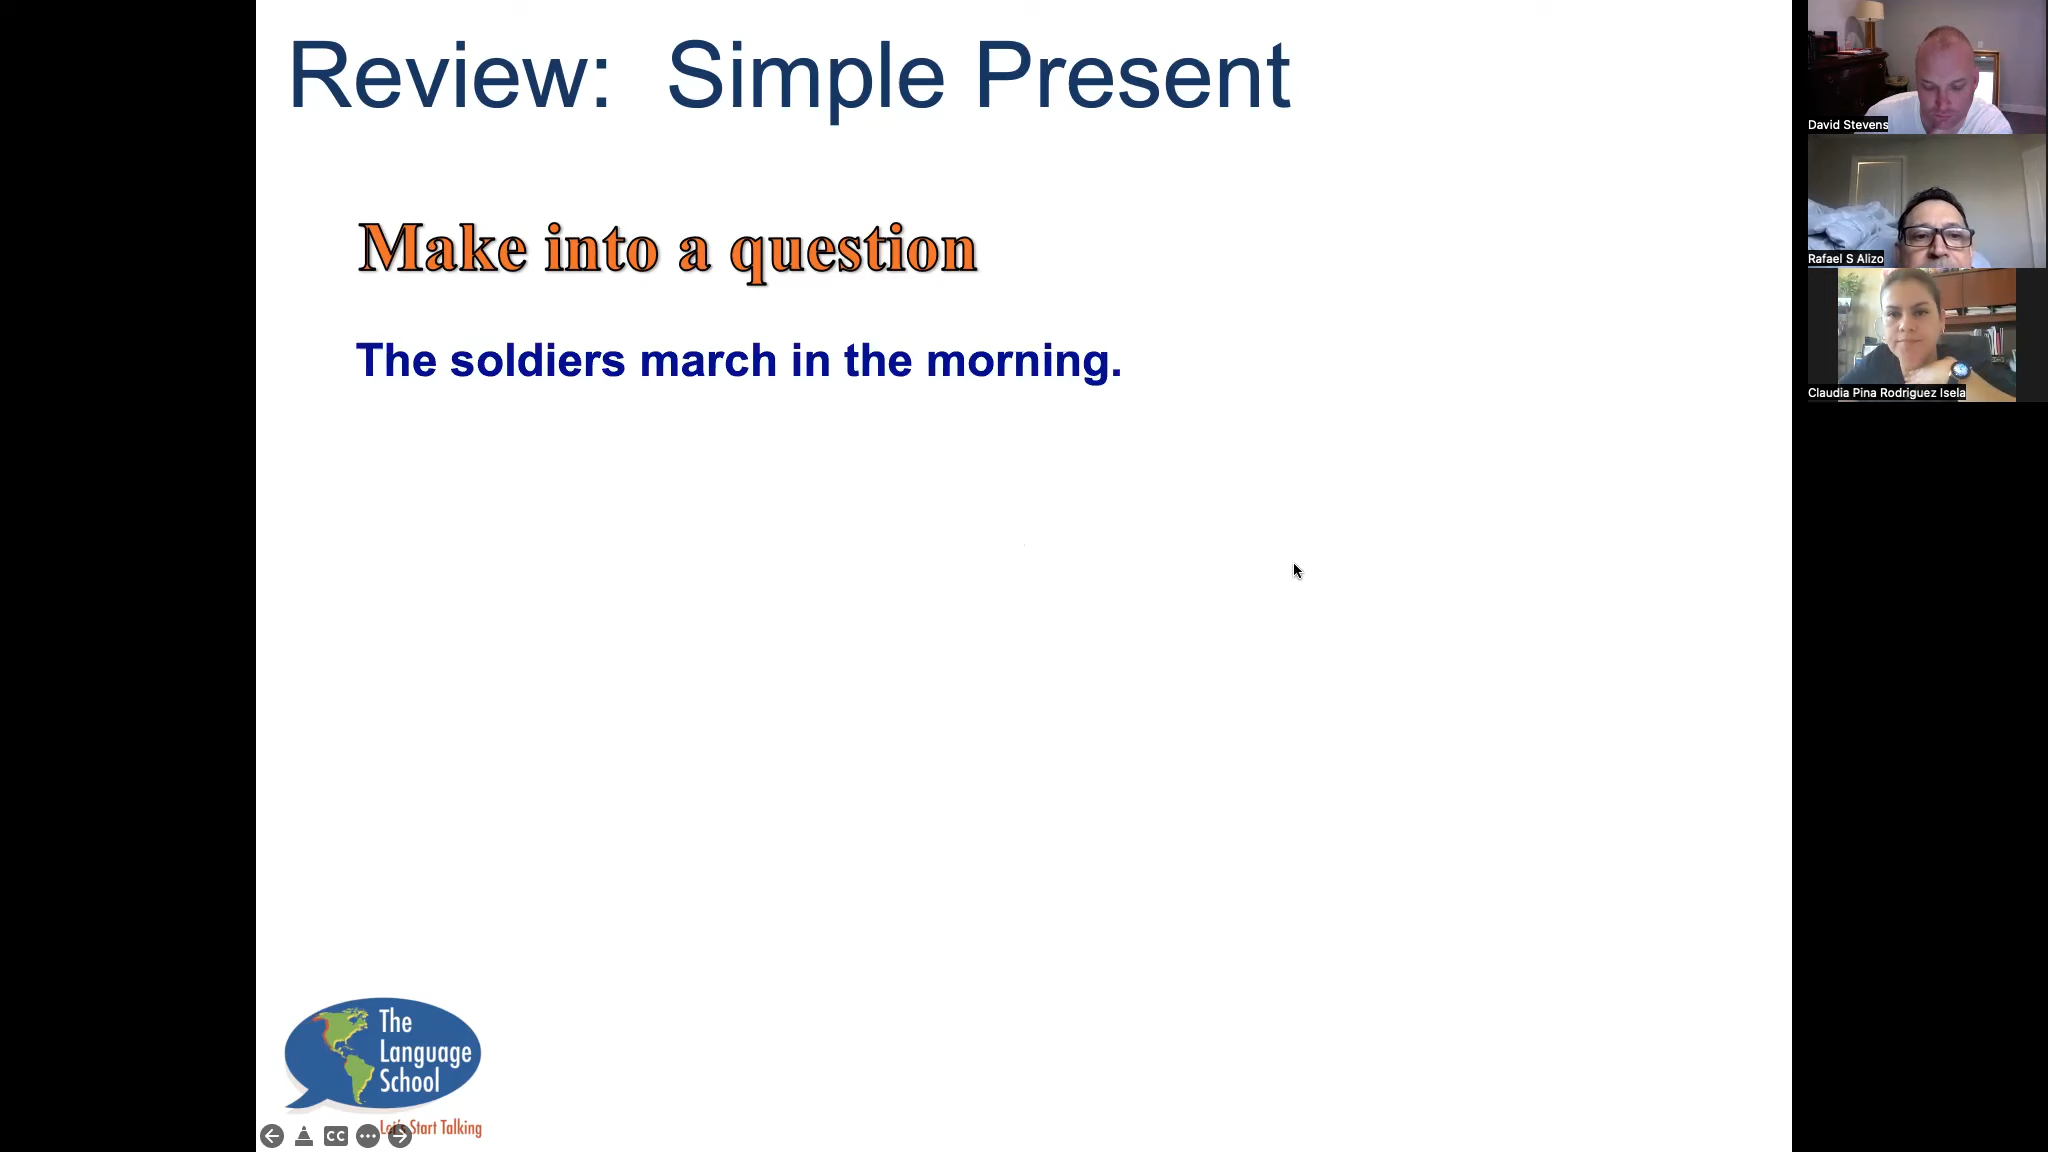 Review: Simple Present
Make into a question
The soldiers march in the morning.
The
Language
School
Let's Start Talking
CC
David Stevens
Rafael S Alizo
Claudia Pina Rodriguez Isela